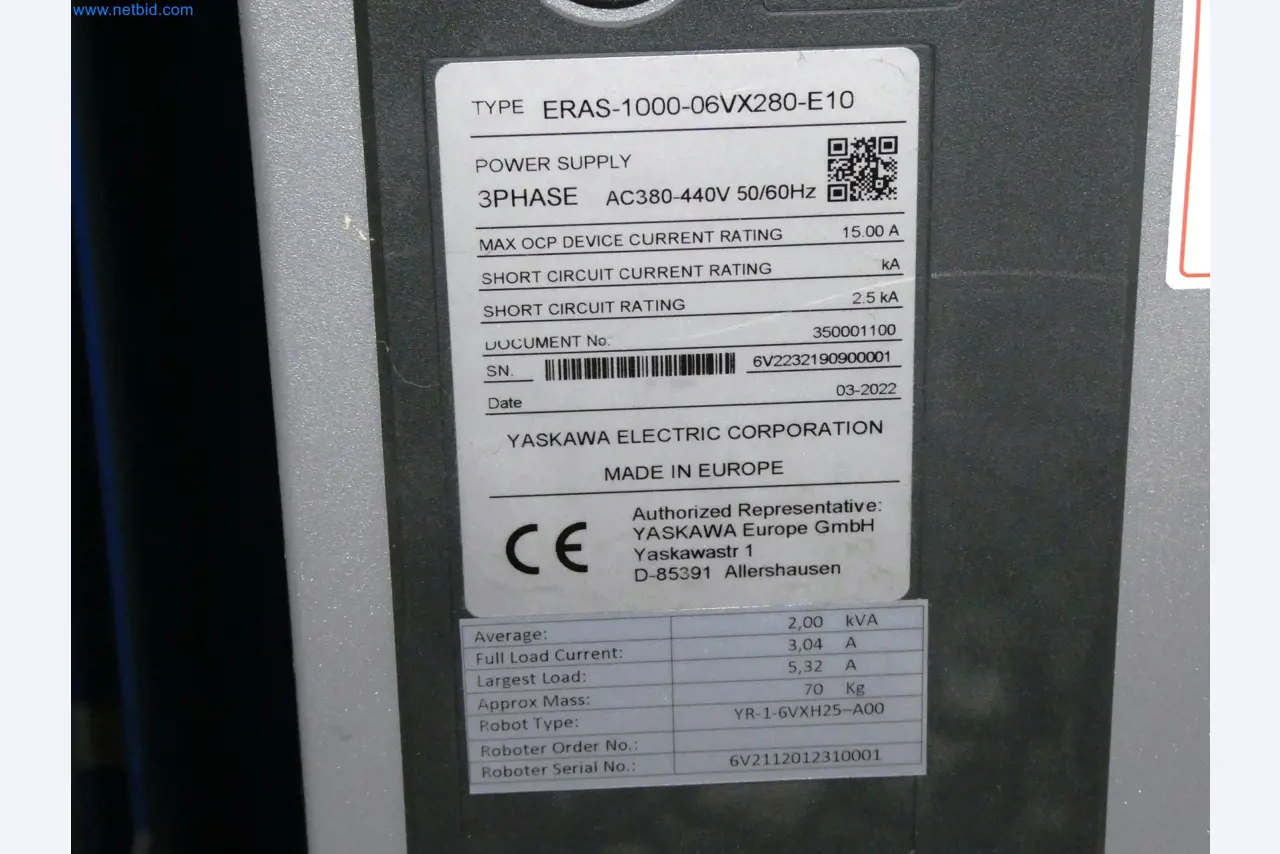 www.netbid.com
TYPE ERAS-1000-06VX280-E10
POWER SUPPLY
3PHASE AC380-440V 50/60Hz
MAX OCP DEVICE CURRENT RATING 15.00 A
SHORT CIRCUIT CURRENT RATING kA
SHORT CIRCUIT RATING 2.5 kA
DOCUMENT No. 350001100
SN. 6V2232190900001
Date 03-2022
YASKAWA ELECTRIC CORPORATION
MADE IN EUROPE
CE
Authorized Representative:
YASKAWA Europe GmbH
Yaskawastr 1
D-85391 Allershausen
Average: 2,00 kVA
Full Load Current: 3,04 A
Largest Load: 5,32 A
Approx Mass: 70 Kg
Robot Type: YR-1-6VXH25-A00
Roboter Order No.:
Roboter Serial No.: 6V2112012310001